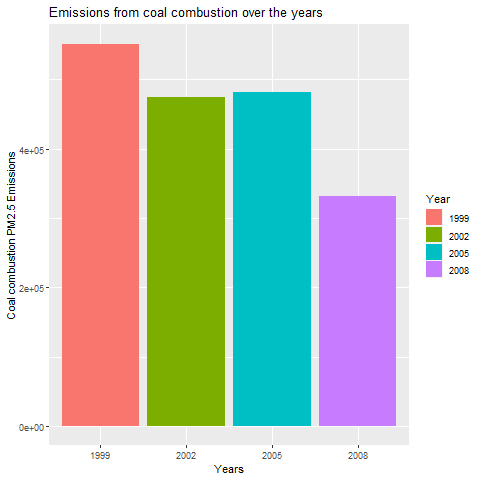 Emissions from coal combustion over the years
Coal combustion PM2.5 Emissions
4e+05
2e+05
0e+00
1999
2002
2005
2008
Years
Year
1999
2002
2005
2008